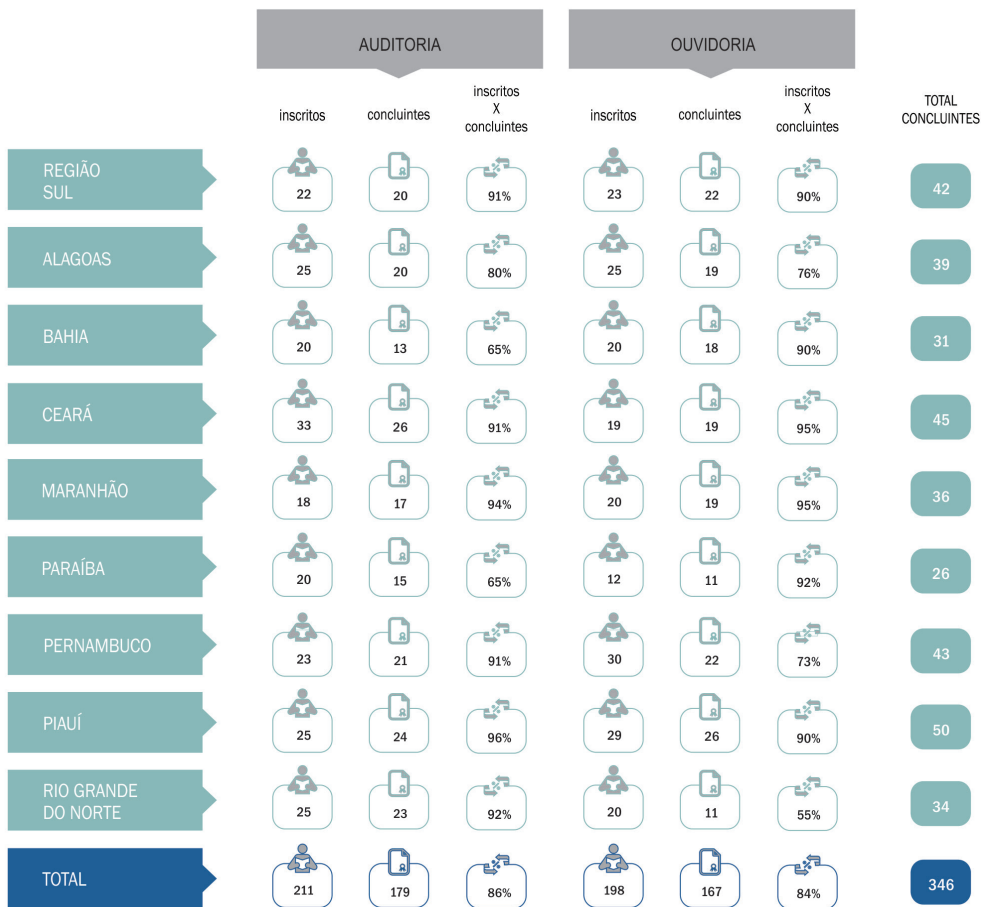 AUDITORIA OUVIDORIA
inscritos concluintes inscritos X concluintes inscritos concluintes inscritos X concluintes TOTAL CONCLUINTES
REGIÃO SUL 22 20 91% 23 22 90% 42
ALAGOAS 25 20 80% 25 19 76% 39
BAHIA 20 13 65% 20 18 90% 31
CEARÁ 33 26 91% 19 19 95% 45
MARANHÃO 18 17 94% 20 19 95% 36
PARAÍBA 20 15 65% 12 11 92% 26
PERNAMBUCO 23 21 91% 30 22 73% 43
PIAUÍ 25 24 96% 29 26 90% 50
RIO GRANDE DO NORTE 25 23 92% 20 11 55% 34
TOTAL 211 179 86% 198 167 84% 346